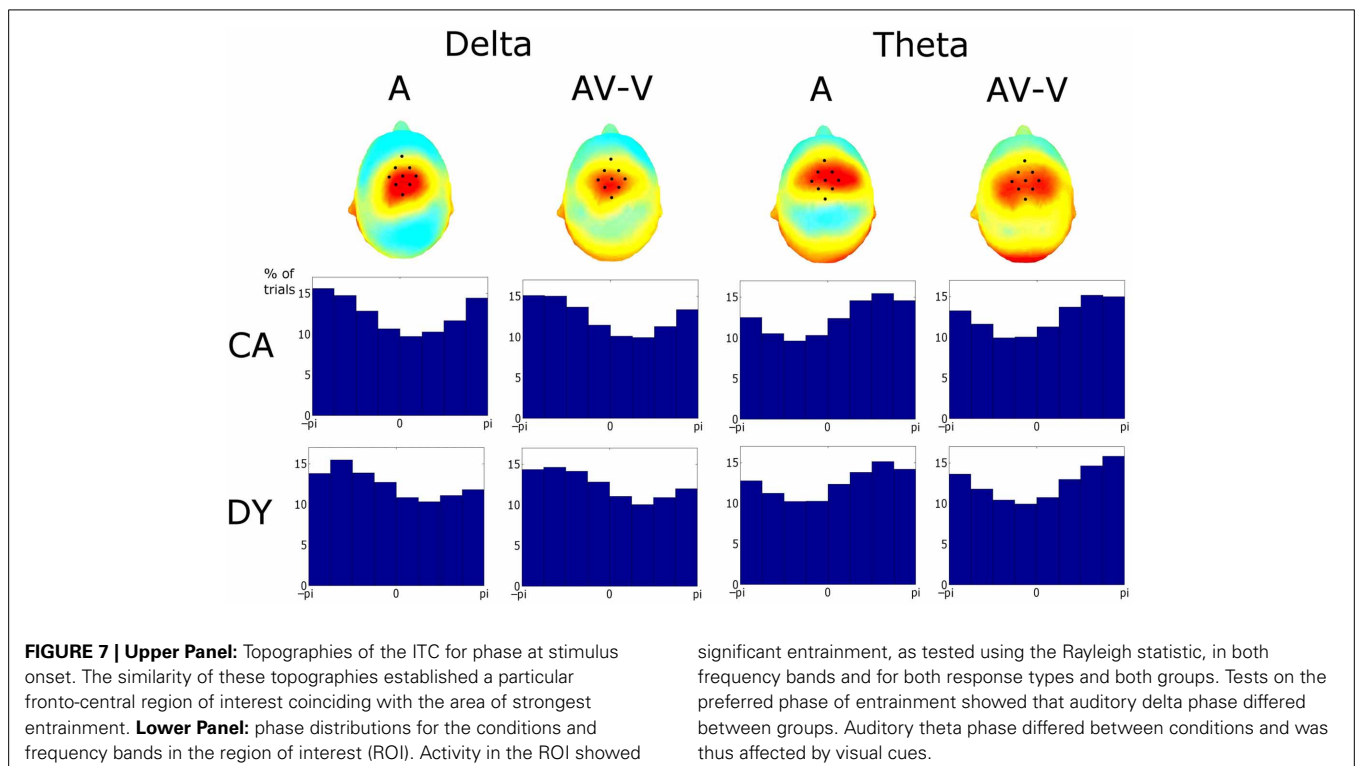 Delta Theta
A AV-V A AV-V
% of
trials
CA
15
10
5
0
−pi 0 pi
15
10
5
0
−pi 0 pi
15
10
5
0
−pi 0 pi
15
10
5
0
−pi 0 pi
DY
15
10
5
0
−pi 0 pi
15
10
5
0
−pi 0 pi
15
10
5
0
−pi 0 pi
15
10
5
0
−pi 0 pi
FIGURE 7 | Upper Panel: Topographies of the ITC for phase at stimulus
onset. The similarity of these topographies established a particular
fronto-central region of interest coinciding with the area of strongest
entrainment. Lower Panel: phase distributions for the conditions and
frequency bands in the region of interest (ROI). Activity in the ROI showed
significant entrainment, as tested using the Rayleigh statistic, in both
frequency bands and for both response types and both groups. Tests on the
preferred phase of entrainment showed that auditory delta phase differed
between groups. Auditory theta phase differed between conditions and was
thus affected by visual cues.